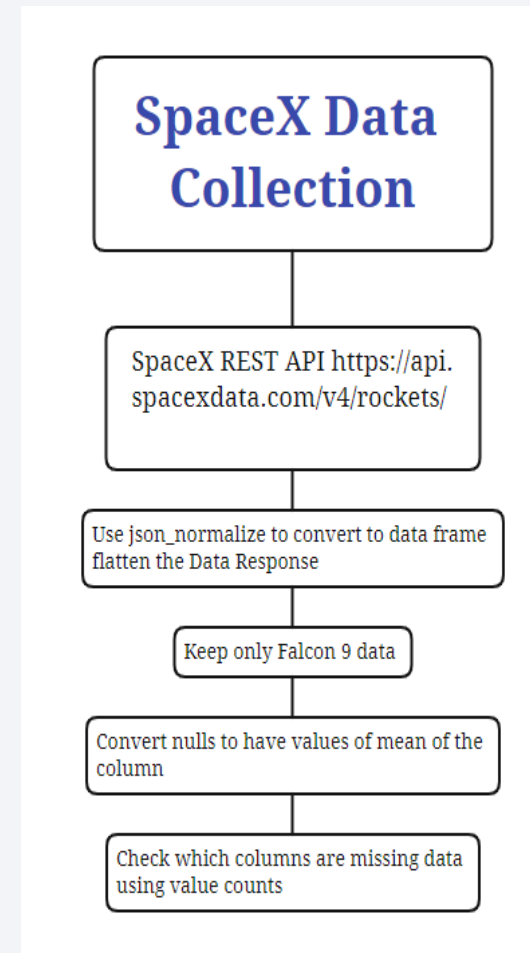 SpaceX Data
Collection
SpaceX REST API https://api.
spacexdata.com/v4/rockets/
Use json_normalize to convert to data frame
flatten the Data Response
Keep only Falcon 9 data
Convert nulls to have values of mean of the
column
Check which columns are missing data
using value counts